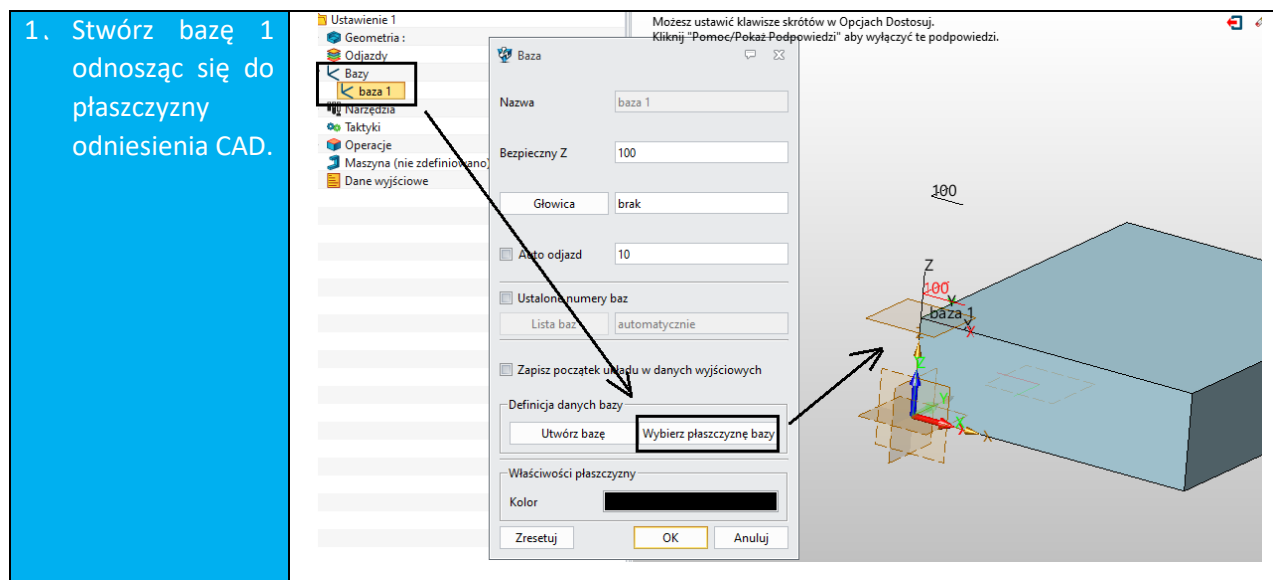 1. Stwórz bazę 1
odnosząc się do
płaszczyzny
odniesienia CAD.
Ustawienie 1
Geometria :
Odjazdy
Bazy
baza 1
Narzędzia
Taktyki
Operacje
Maszyna (nie zdefiniowano)
Dane wyjściowe
Możesz ustawić klawisze skrótów w Opcjach Dostosuj.
Kliknij "Pomoc/Pokaż Podpowiedzi" aby wyłączyć te podpowiedzi.
Baza
Nazwa
baza 1
Bezpieczny Z
100
Głowica
brak
Auto odjazd
10
Ustalone numery baz
Lista baz
automatycznie
Zapisz początek układu w danych wyjściowych
Definicja danych bazy
Utwórz bazę
Wybierz płaszczyznę bazy
Właściwości płaszczyzny
Kolor
Zresetuj
OK
Anuluj
100
Z
100
Y
baza 1
Y
X
Z
Y
Y
X
X
X